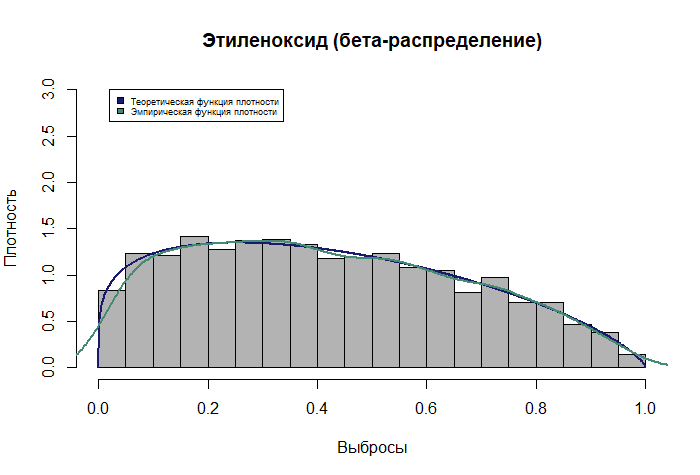 Этиленоксид (бета-распределение)
Теоретическая функция плотности
Эмпирическая функция плотности
Плотность
3.0
2.5
2.0
1.5
1.0
0.5
0.0
0.0 0.2 0.4 0.6 0.8 1.0
Выбросы